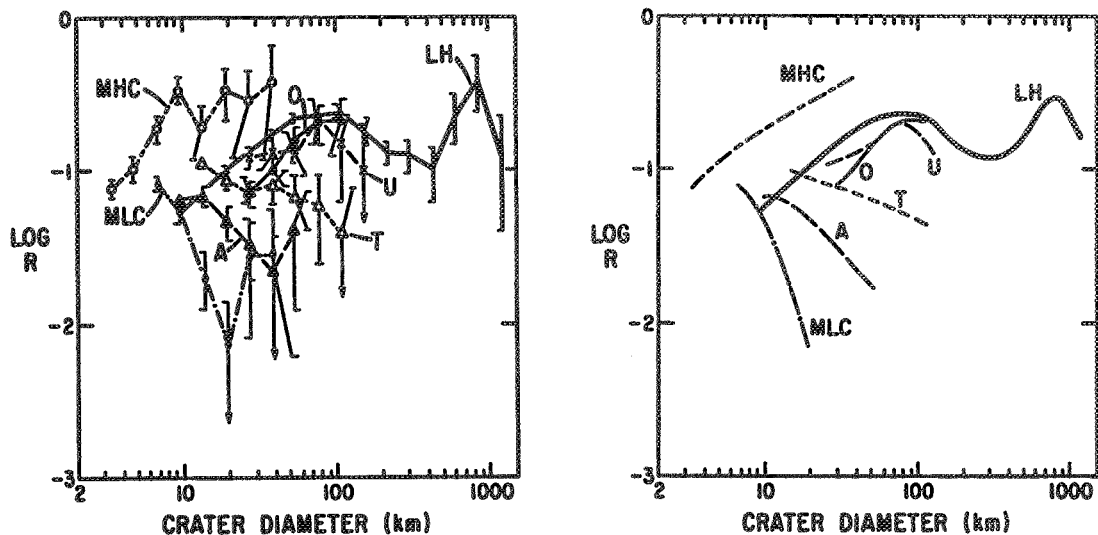 0
MHC
LH
O
-1
MLC
K
U
LOG
R
A
T
-2
-3
2
10
100
1000
CRATER DIAMETER (km)
0
MHC
LH
-1
O
U
T
LOG
R
A
MLC
-2
-3
2
10
100
1000
CRATER DIAMETER (km)